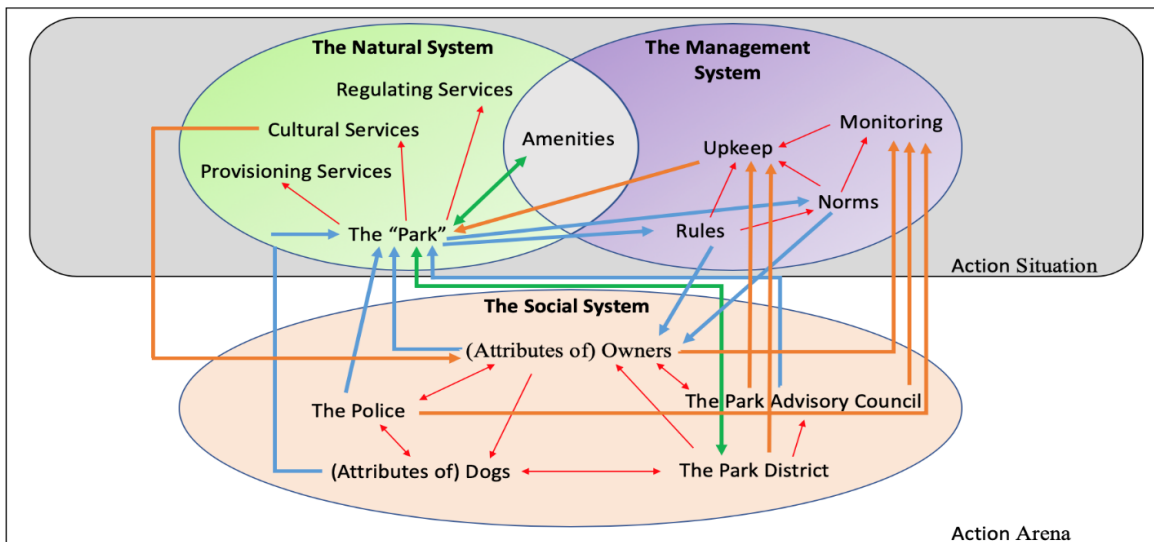 The Natural System
The Management
System
Regulating Services
Cultural Services
Amenities
Monitoring
Upkeep
Provisioning Services
Norms
The “Park”
Rules
Action Situation
The Social System
(Attributes of) Owners
The Police
The Park Advisory Council
(Attributes of) Dogs
The Park District
Action Arena